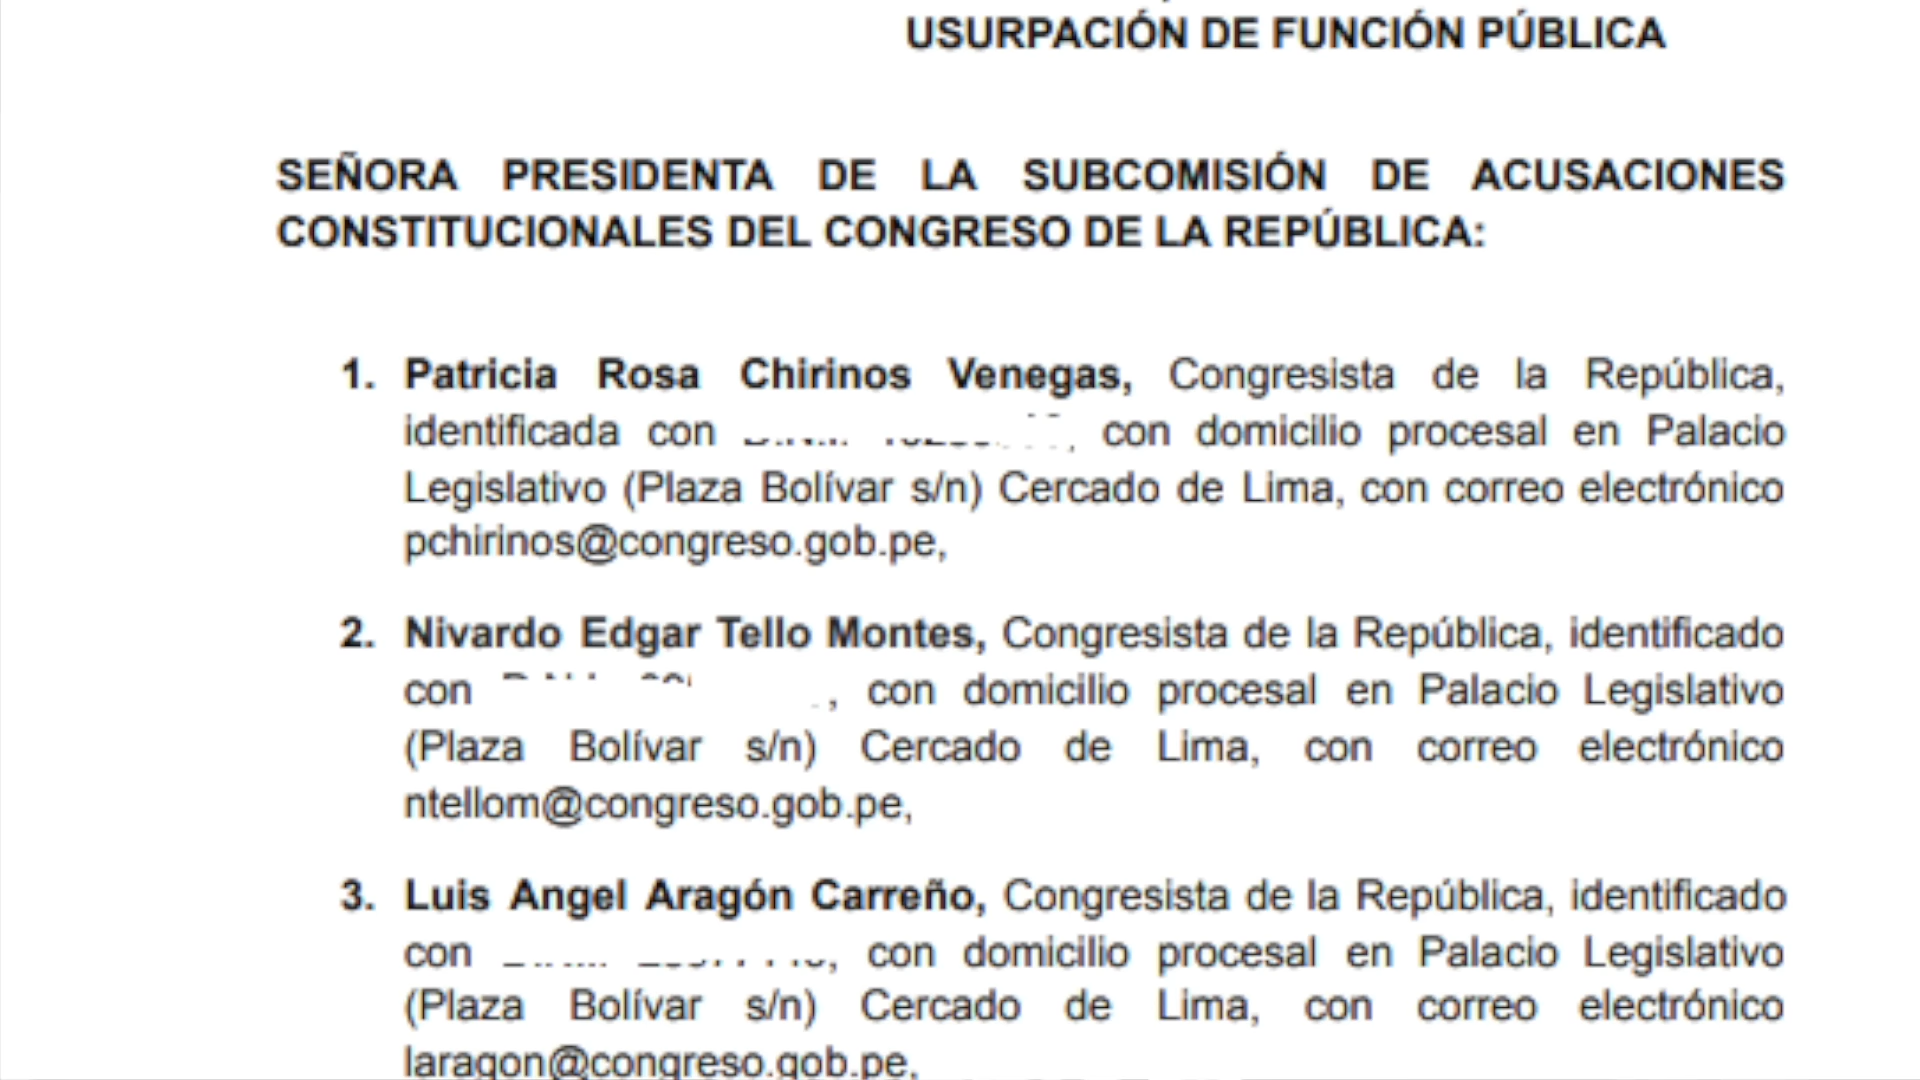 USURPACIÓN DE FUNCIÓN PÚBLICA
SEÑORA PRESIDENTA DE LA SUBCOMISIÓN DE ACUSACIONES
CONSTITUCIONALES DEL CONGRESO DE LA REPÚBLICA:
1. Patricia Rosa Chirinos Venegas, Congresista de la República,
identificada con , con domicilio procesal en Palacio
Legislativo (Plaza Bolívar s/n) Cercado de Lima, con correo electrónico
pchirinos@congreso.gob.pe,
2. Nivardo Edgar Tello Montes, Congresista de la República, identificado
con , con domicilio procesal en Palacio Legislativo
(Plaza Bolívar s/n) Cercado de Lima, con correo electrónico
ntellom@congreso.gob.pe,
3. Luis Angel Aragón Carreño, Congresista de la República, identificado
con , con domicilio procesal en Palacio Legislativo
(Plaza Bolívar s/n) Cercado de Lima, con correo electrónico
laragon@congreso.gob.pe,